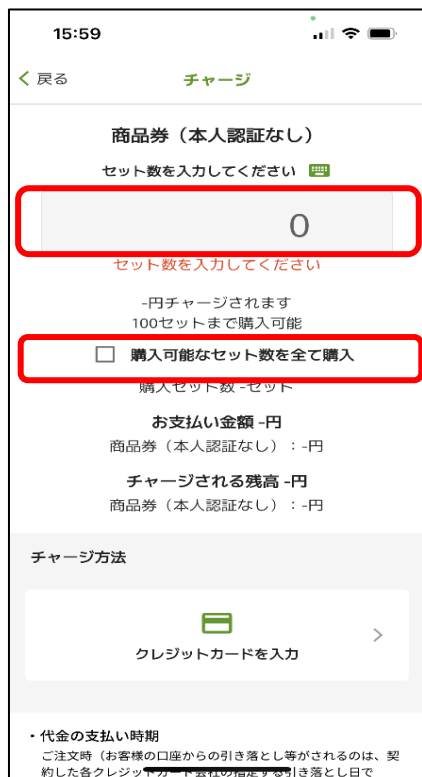 15:59
戻る
チャージ
商品券（本人認証なし）
セット数を入力してください
0
セット数を入力してください
-円チャージされます
100セットまで購入可能
購入可能なセット数を全て購入
購入セット数 -セット
お支払い金額 -円
商品券（本人認証なし）：-円
チャージされる残高 -円
商品券（本人認証なし）：-円
チャージ方法
クレジットカードを入力
・代金の支払い時期
ご注文時（お客様の口座からの引き落とし等がされるのは、契
約した各クレジットカード会社の指定する引き落とし日で